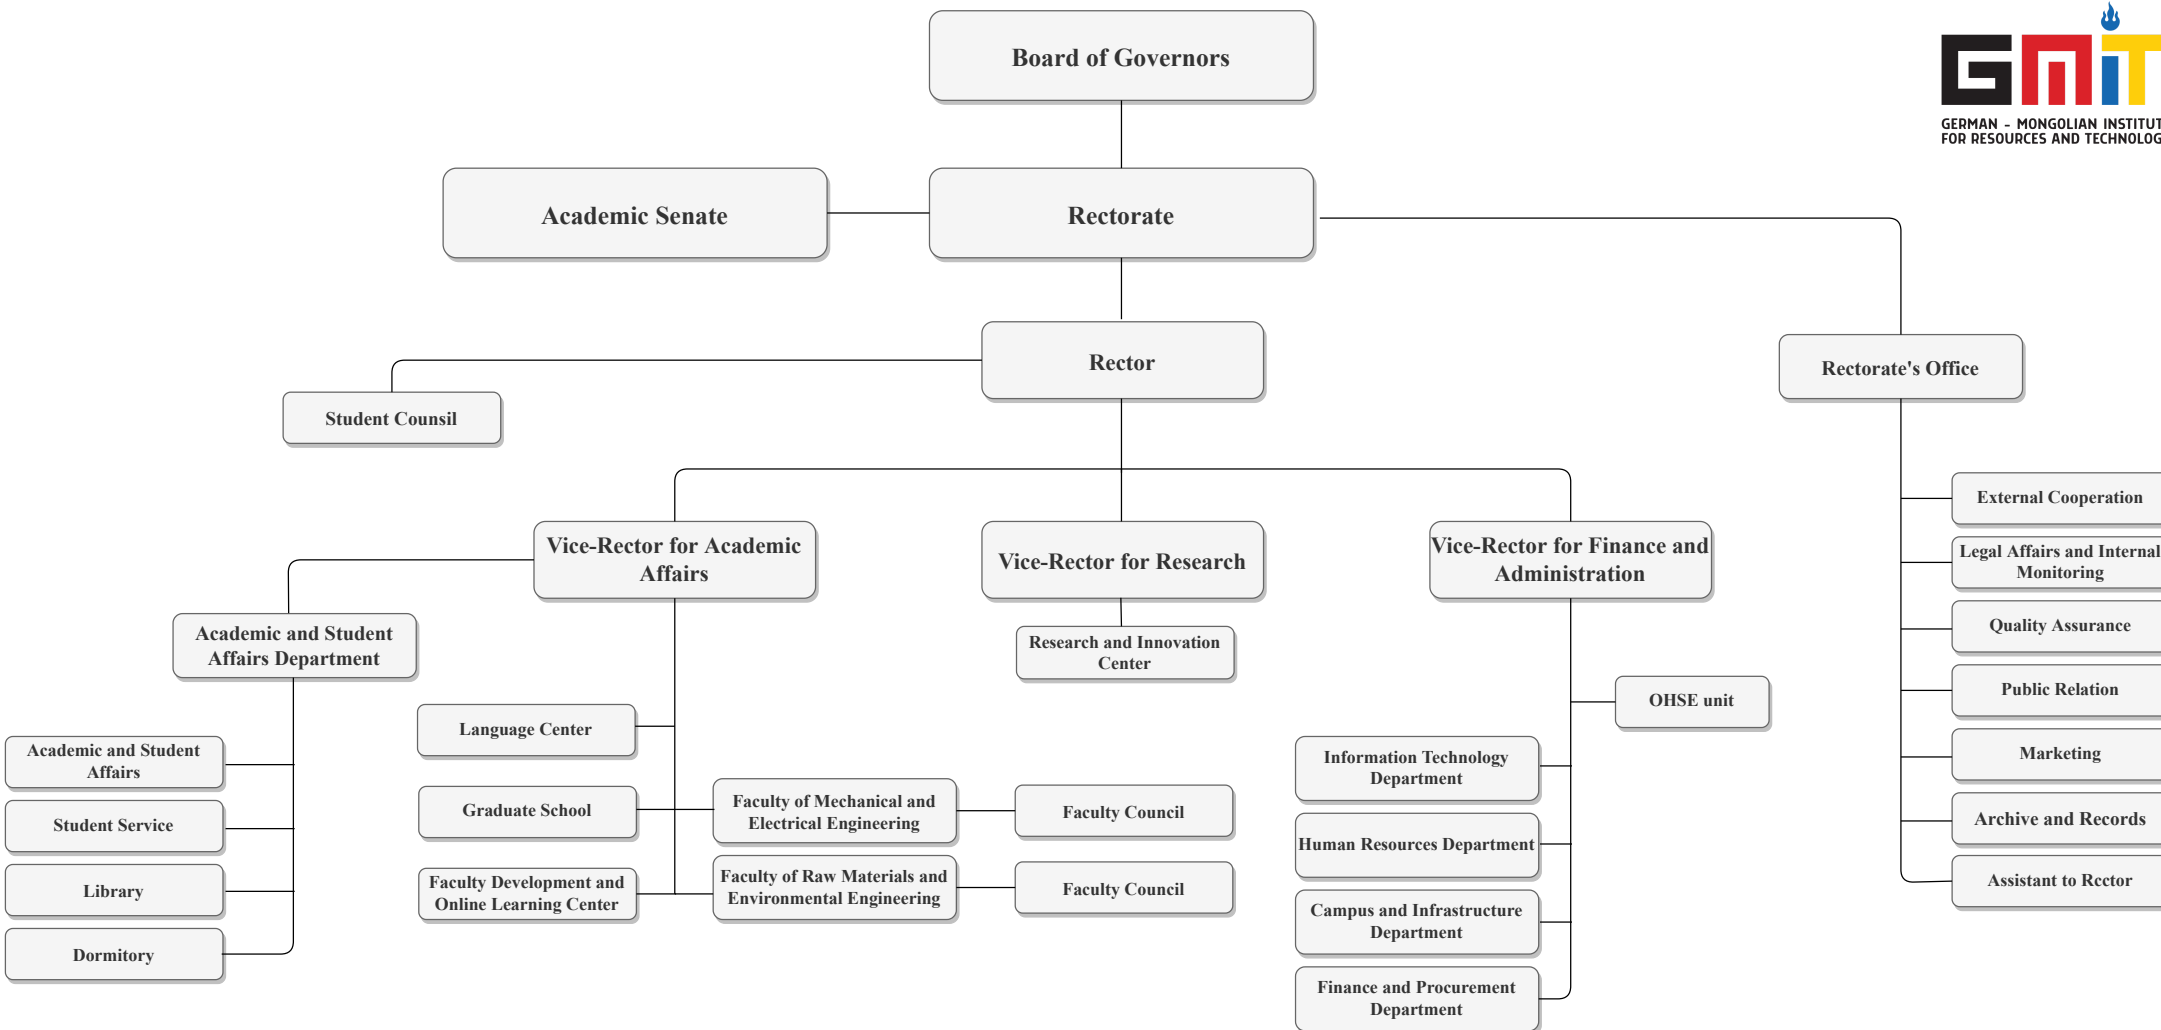 Board of Governors
GMIT
GERMAN - MONGOLIAN INSTITUT
FOR RESOURCES AND TECHNOLOG
Academic Senate
Rectorate
Rector
Rectorate's Office
Student Counsil
External Cooperation
Legal Affairs and Internal
Monitoring
Quality Assurance
Public Relation
Marketing
Archive and Records
Assistant to Rcctor
Vice-Rector for Academic
Affairs
Vice-Rector for Research
Vice-Rector for Finance and
Administration
Academic and Student
Affairs Department
Research and Innovation
Center
OHSE unit
Language Center
Graduate School
Faculty Development and
Online Learning Center
Academic and Student
Affairs
Student Service
Library
Dormitory
Faculty of Mechanical and
Electrical Engineering
Faculty Council
Faculty of Raw Materials and
Environmental Engineering
Faculty Council
Information Technology
Department
Human Resources Department
Campus and Infrastructure
Department
Finance and Procurement
Department